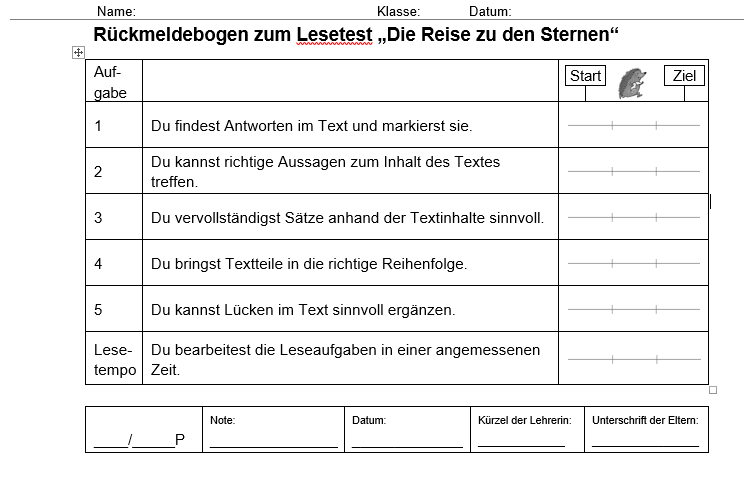 Name: Klasse: Datum:
Rückmeldebogen zum Lesetest „Die Reise zu den Sternen“
Auf-
gabe
Start Ziel
1 Du findest Antworten im Text und markierst sie.
2 Du kannst richtige Aussagen zum Inhalt des Textes
treffen.
3 Du vervollständigst Sätze anhand der Textinhalte sinnvoll.
4 Du bringst Textteile in die richtige Reihenfolge.
5 Du kannst Lücken im Text sinnvoll ergänzen.
Lese- Du bearbeitest die Leseaufgaben in einer angemessenen
tempo Zeit.
Note: Datum: Kürzel der Lehrerin: Unterschrift der Eltern:
____/_____P